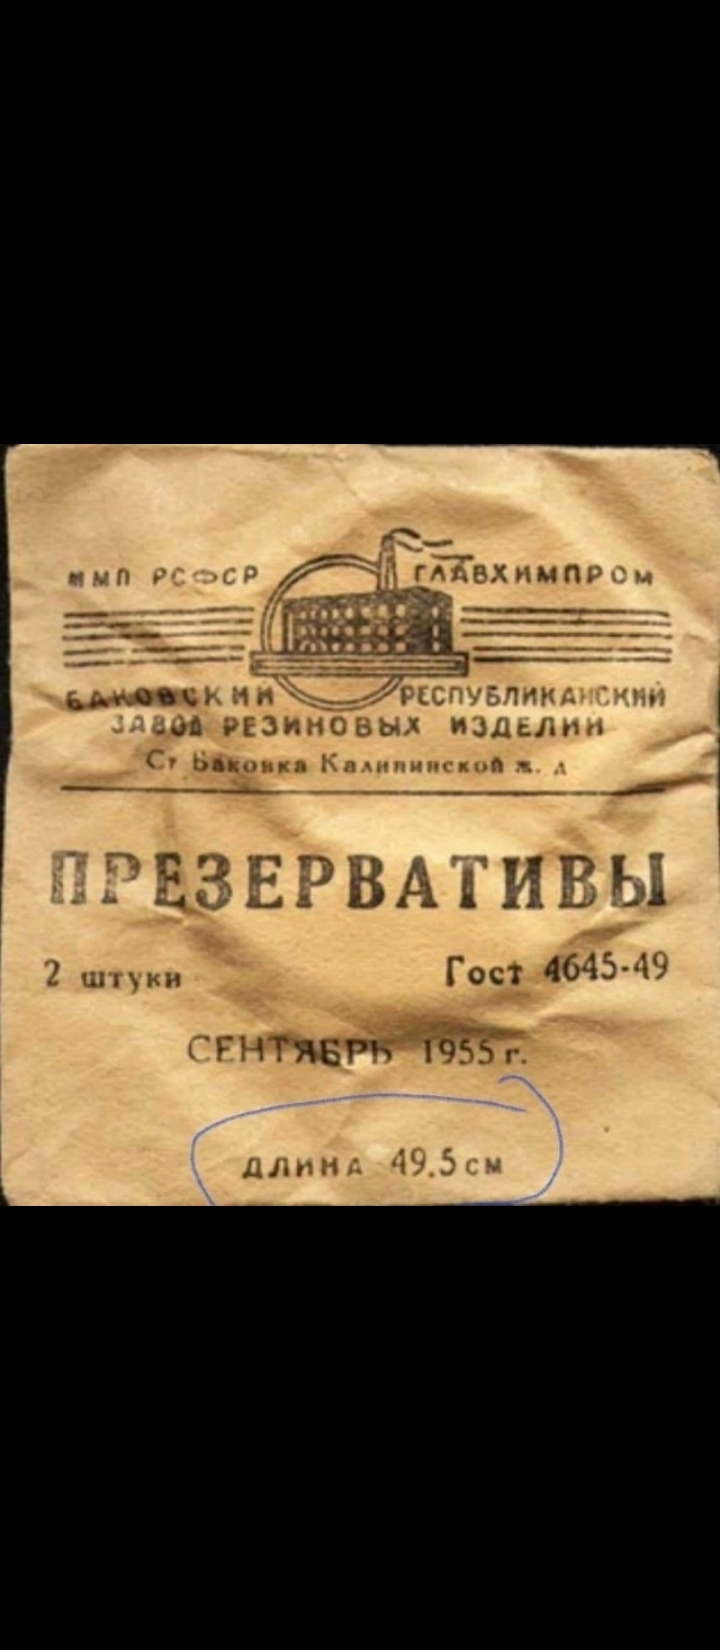 ММП РСФСР ГЛАВХИМПРОМ
БАКОВСКИЙ РЕСПУБЛИКАНСКИЙ
ЗАВОД РЕЗИНОВЫХ ИЗДЕЛИЙ
Ст Баковка Калининской ж. д
ПРЕЗЕРВАТИВЫ
2 штуки Гост 4645-49
СЕНТЯБРЬ 1955 г.
ДЛИНА 49.5 см